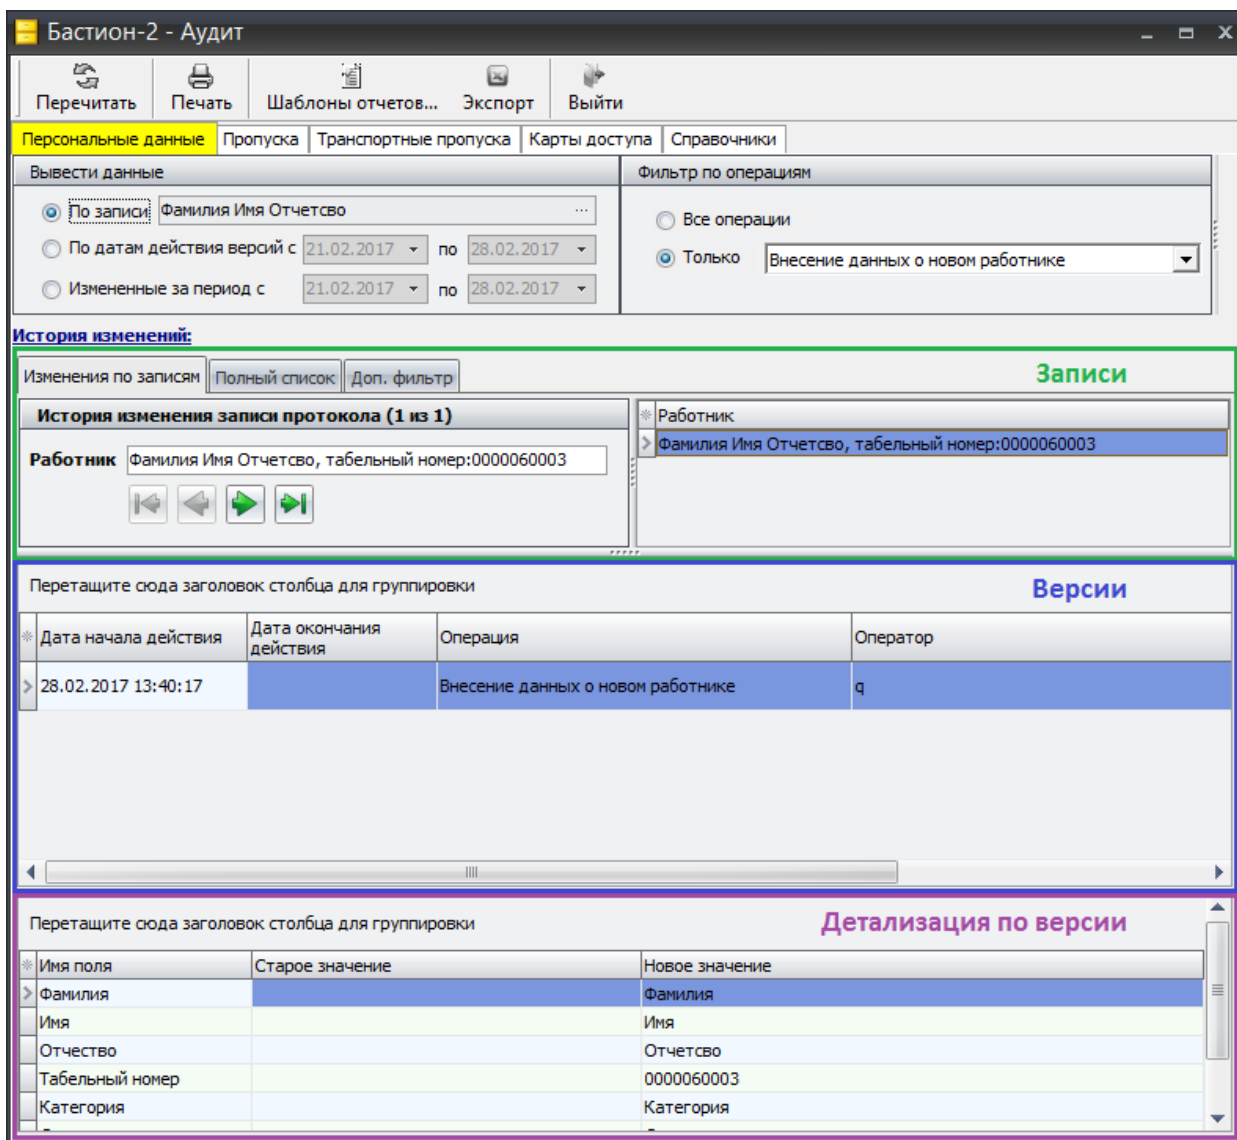 Бастион-2 - Аудит
Перечитать Печать Шаблоны отчетов... Экспорт Выйти
Персональные данные Пропуска Транспортные пропуска Карты доступа Справочники
Вывести данные Фильтр по операциям
По записи Фамилия Имя Отчетсво ...
Все операции
По датам действия версий с 21.02.2017 по 28.02.2017
Только Внесение данных о новом работнике
Измененные за период с 21.02.2017 по 28.02.2017
История изменений:
Изменения по записям Полный список Доп. фильтр Записи
История изменения записи протокола (1 из 1) Работник
Фамилия Имя Отчетсво, табельный номер:0000060003
Работник Фамилия Имя Отчетсво, табельный номер:0000060003
Перетащите сюда заголовок столбца для группировки Версии
Дата начала действия Дата окончания действия Операция Оператор
28.02.2017 13:40:17 Внесение данных о новом работнике q
Перетащите сюда заголовок столбца для группировки Детализация по версии
Имя поля Старое значение Новое значение
Фамилия Фамилия
Имя Имя
Отчество Отчетсво
Табельный номер 0000060003
Категория Категория